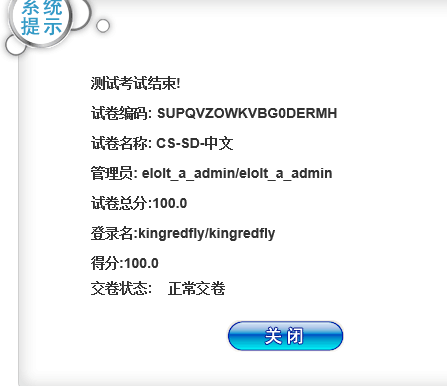 系统
提示
测试考试结束!
试卷编码: SUPQVZOWKVBG0DERMH
试卷名称: CS-SD-中文
管理员: elolt_a_admin/elolt_a_admin
试卷总分:100.0
登录名:kingredfly/kingredfly
得分:100.0
交卷状态: 正常交卷
关 闭